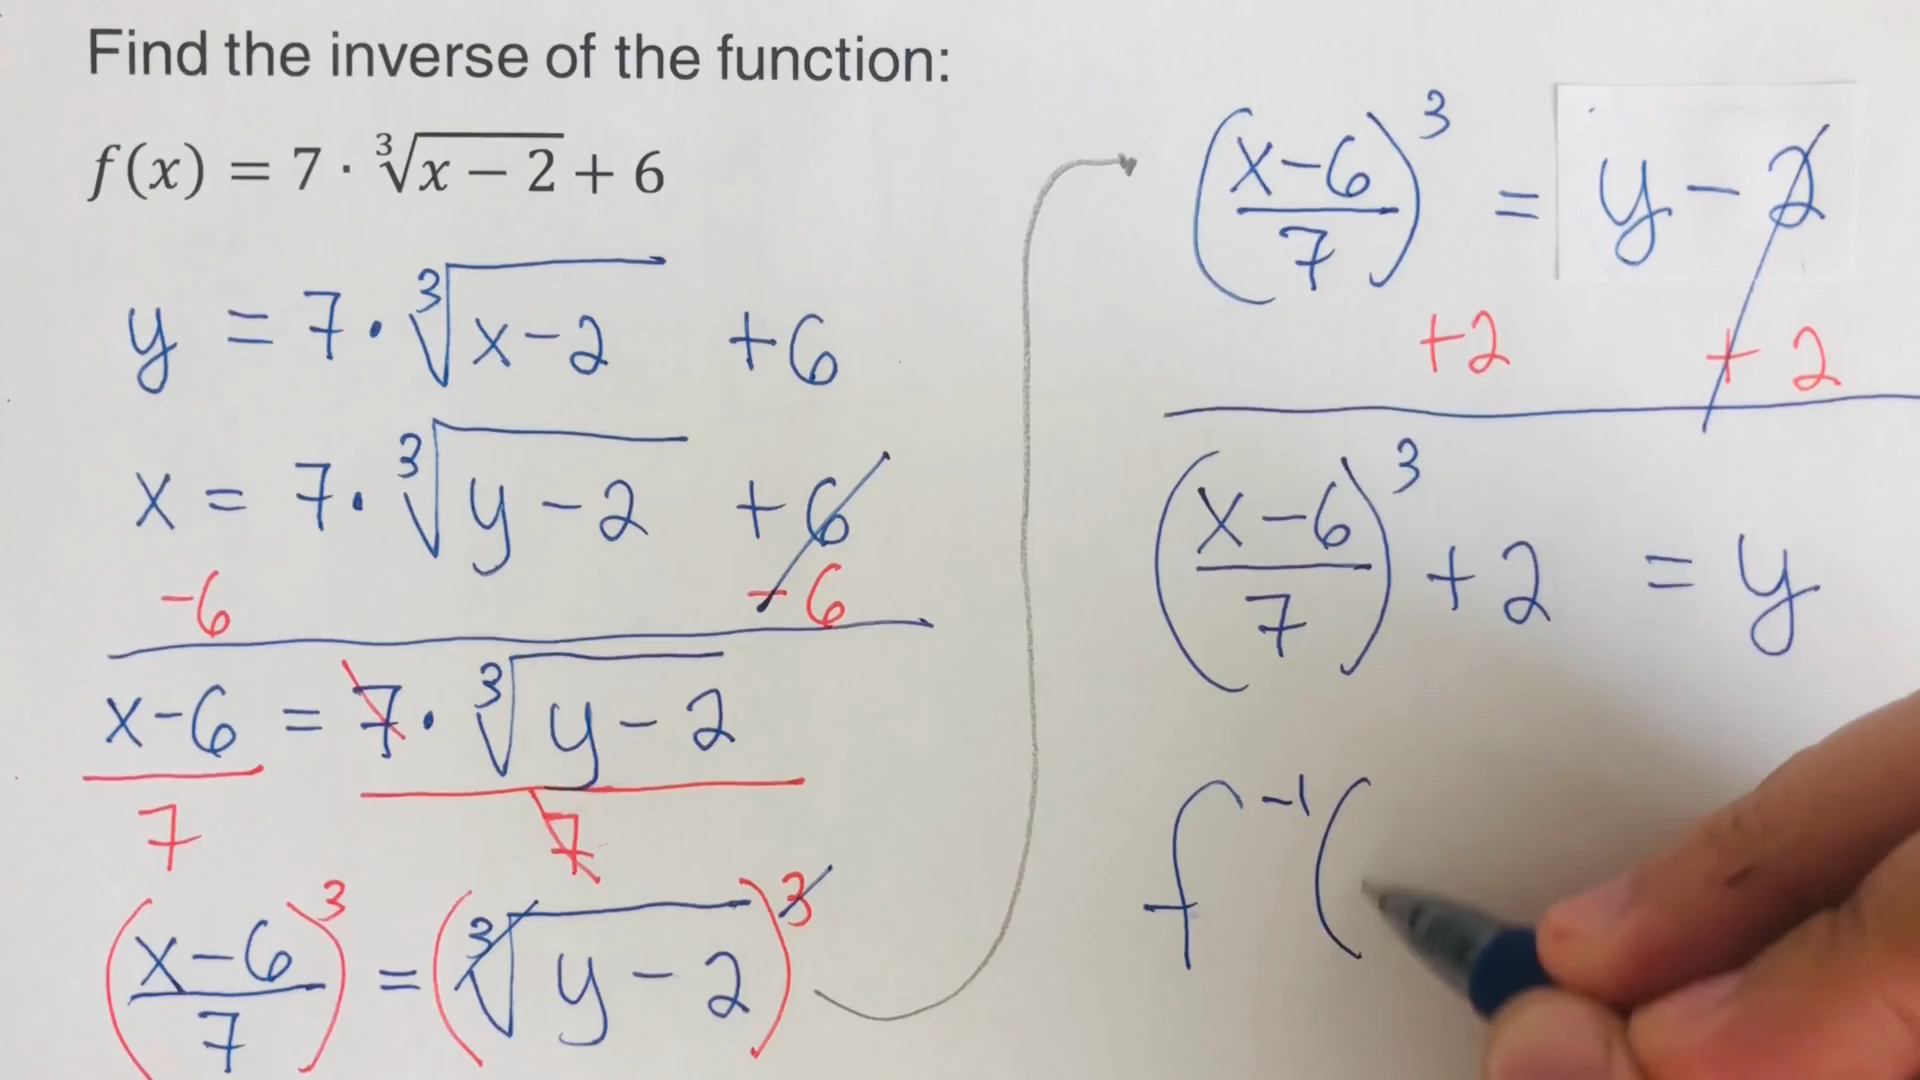 Find the inverse of the function:
f(x) = 7 · ∛(x − 2) + 6
y = 7 · ∛(x − 2) + 6
x = 7 · ∛(y − 2) + 6
-6 -6
x − 6 = 7 · ∛(y − 2)
7 7
((x − 6)/7)³ = (∛(y − 2))³
((x − 6)/7)³ = y − 2
+2 +2
((x − 6)/7)³ + 2 = y
f⁻¹(